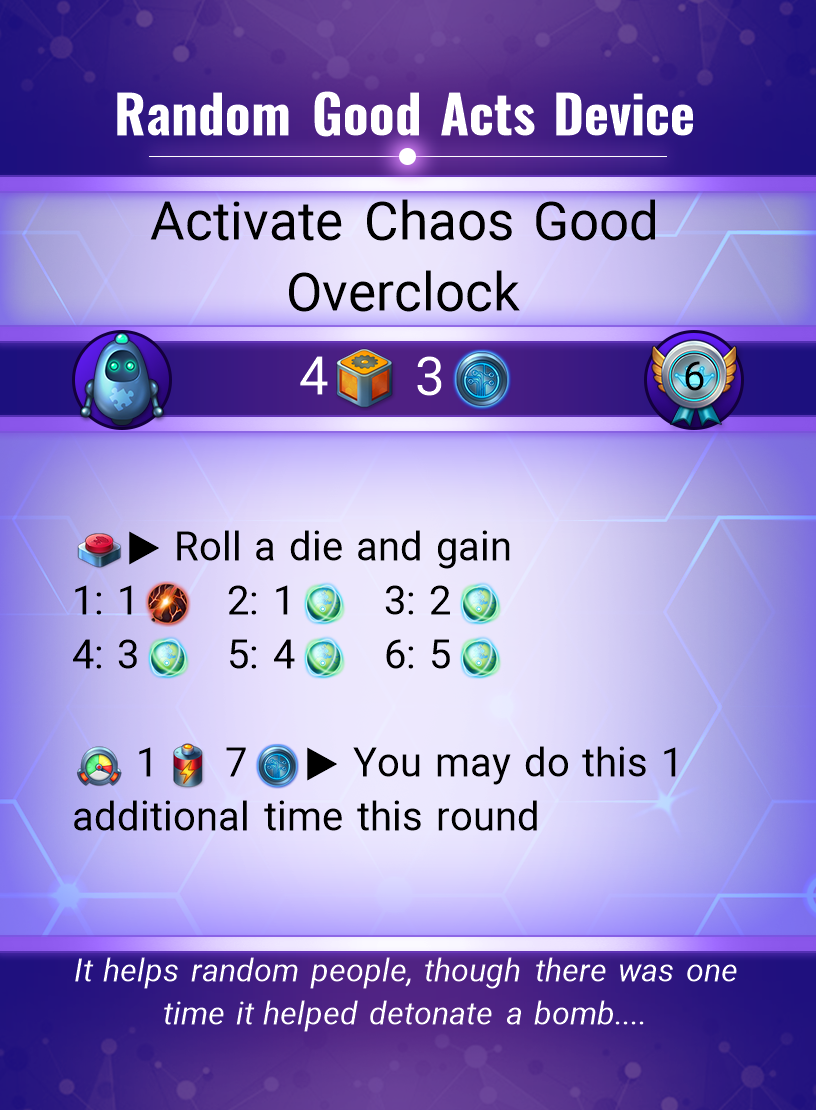 Random Good Acts Device
Activate Chaos Good
Overclock
4 3 6
▶ Roll a die and gain
1: 1 2: 1 3: 2
4: 3 5: 4 6: 5
1 7 ▶ You may do this 1
additional time this round
It helps random people, though there was one
time it helped detonate a bomb....